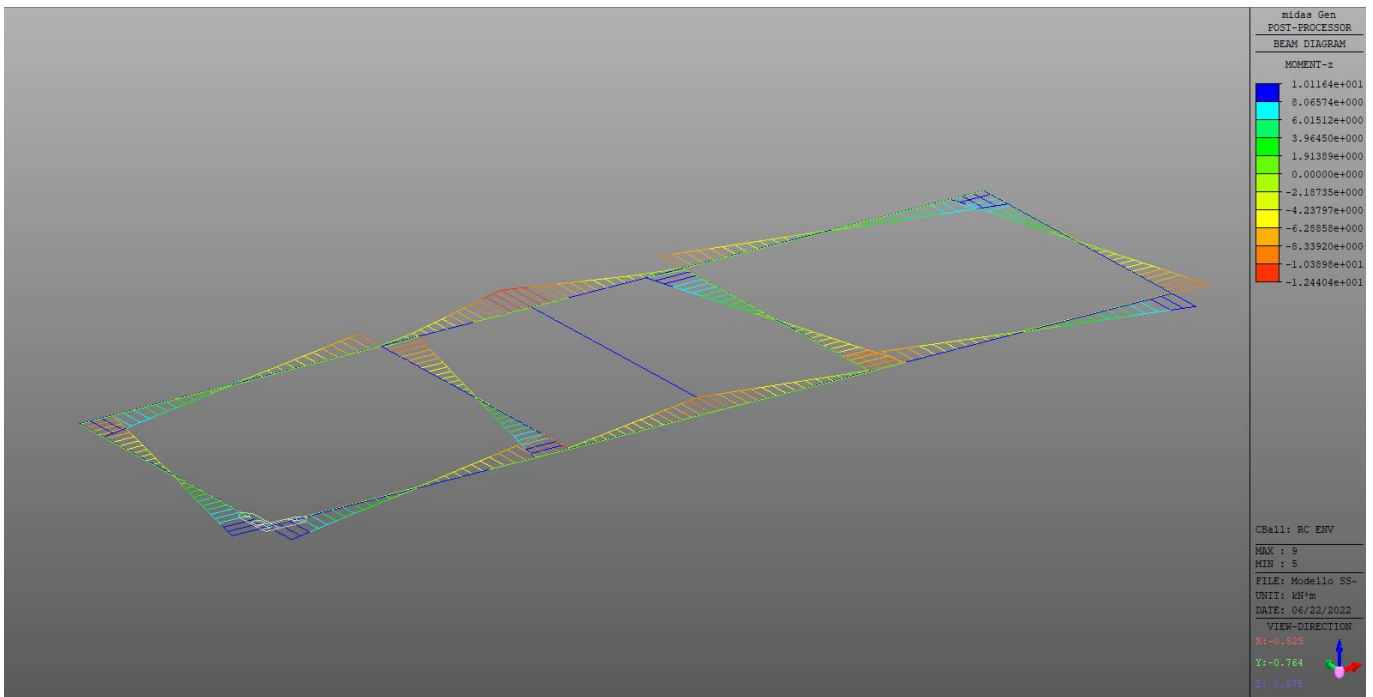 midas Gen
POST-PROCESSOR
BEAM DIAGRAM
MOMENT-z
1.01164e+001
8.06574e+000
6.01512e+000
3.96450e+000
1.91389e+000
0.00000e+000
-2.18735e+000
-4.23797e+000
-6.28858e+000
-8.33920e+000
-1.03898e+001
-1.24404e+001
CBall: RC ENV
MAX : 9
MIN : 5
FILE: Modello SS~
UNIT: kN*m
DATE: 06/22/2022
VIEW-DIRECTION
X:-0.525
Y:-0.764
Z: 0.375